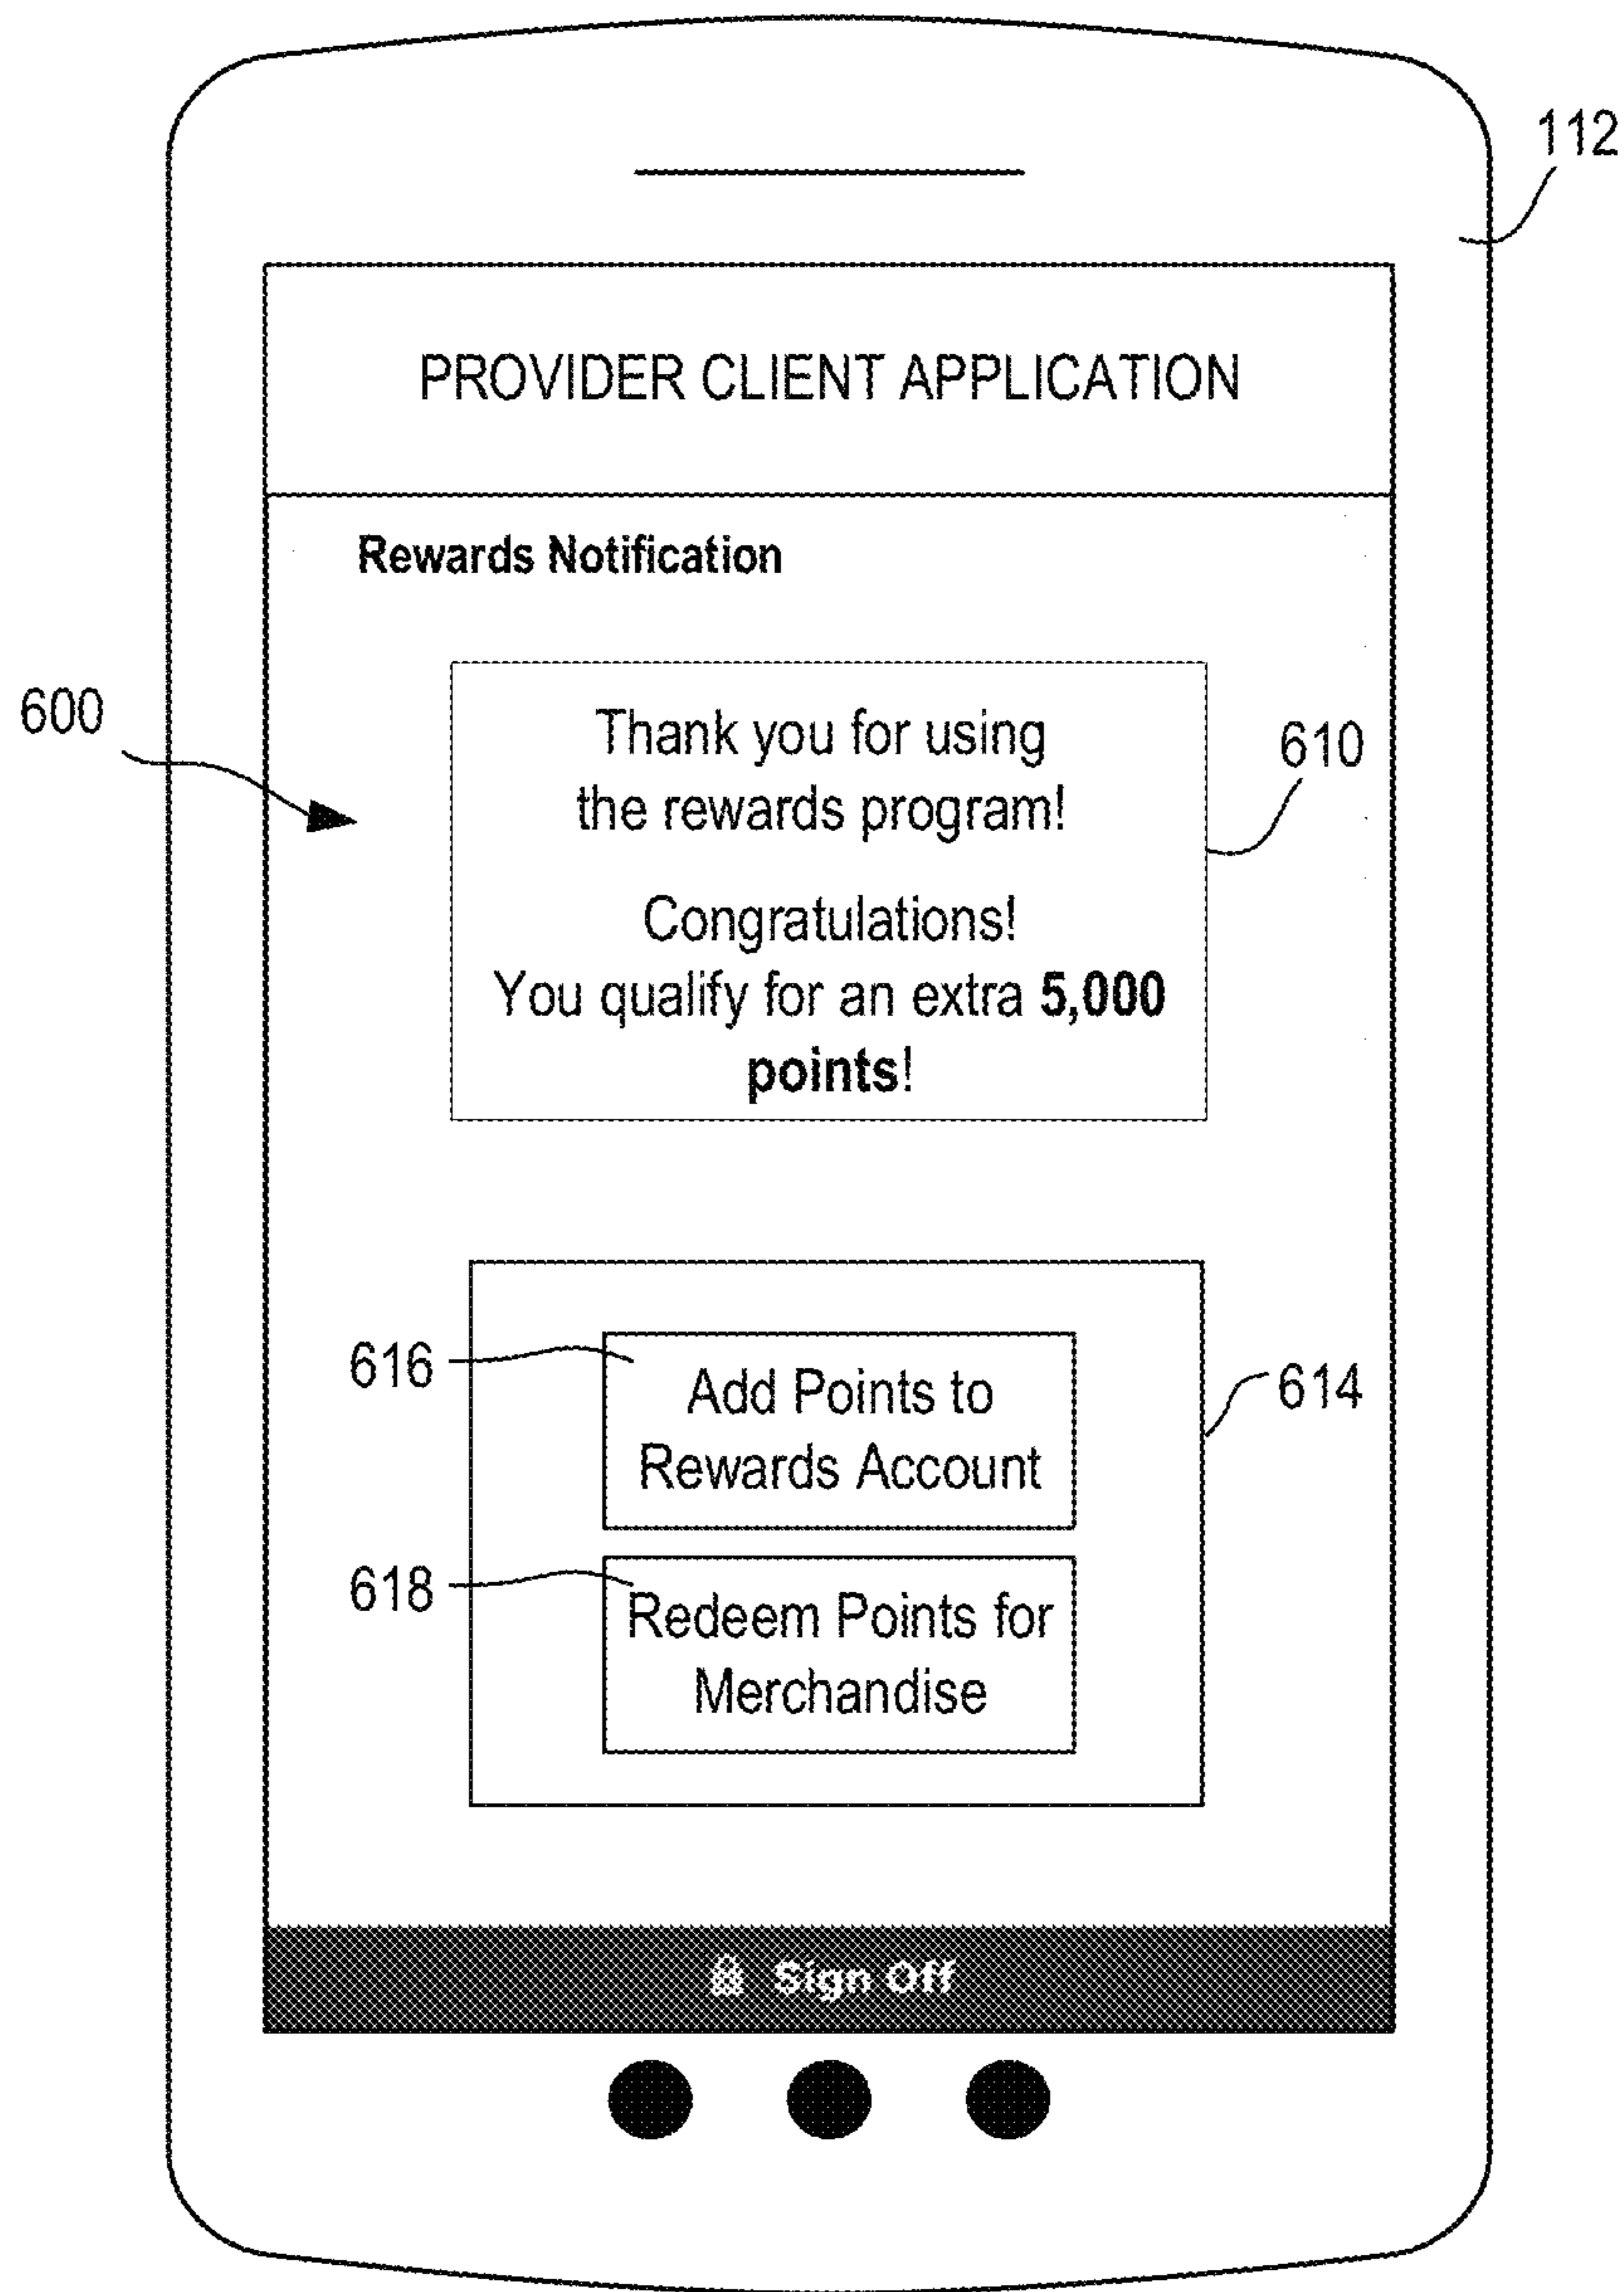 112
PROVIDER CLIENT APPLICATION
Rewards Notification
600
610
Thank you for using
the rewards program!
Congratulations!
You qualify for an extra 5,000
points!
616
614
Add Points to
Rewards Account
618
Redeem Points for
Merchandise
Sign Off